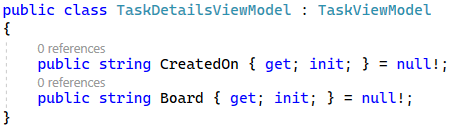 public class TaskDetailsViewModel : TaskViewModel
{
0 references
public string CreatedOn { get; init; } = null!;
0 references
public string Board { get; init; } = null!;
}